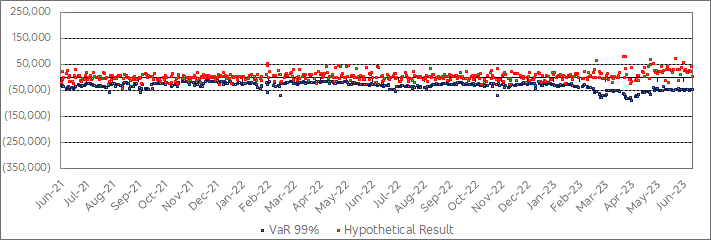 250,000
150,000
50,000
(50,000)
(150,000)
(250,000)
(350,000)
Jun-21
Jul-21
Aug-21
Sep-21
Oct-21
Nov-21
Dec-21
Jan-22
Feb-22
Mar-22
Apr-22
May-22
Jun-22
Jul-22
Aug-22
Sep-22
Oct-22
Nov-22
Dec-22
Jan-23
Feb-23
Mar-23
Apr-23
May-23
Jun-23
VaR 99%
Hypothetical Result